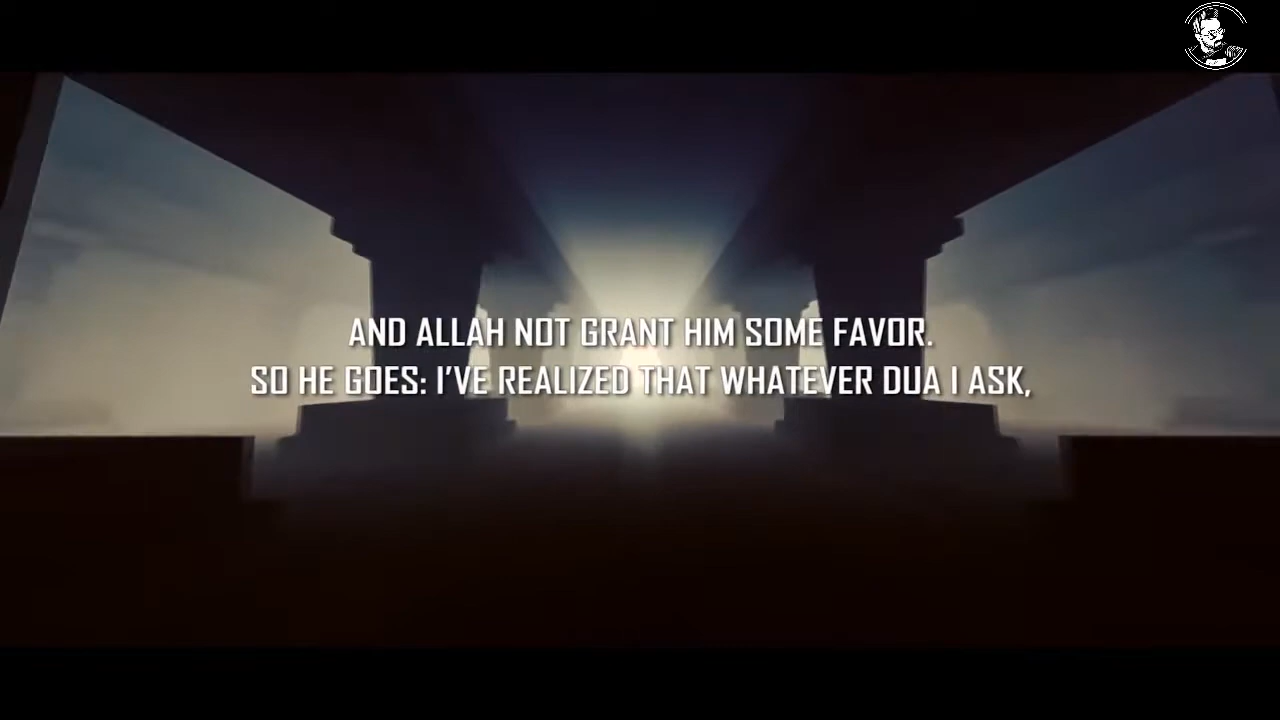 AND ALLAH NOT GRANT HIM SOME FAVOR.
SO HE GOES: I'VE REALIZED THAT WHATEVER DUA I ASK,